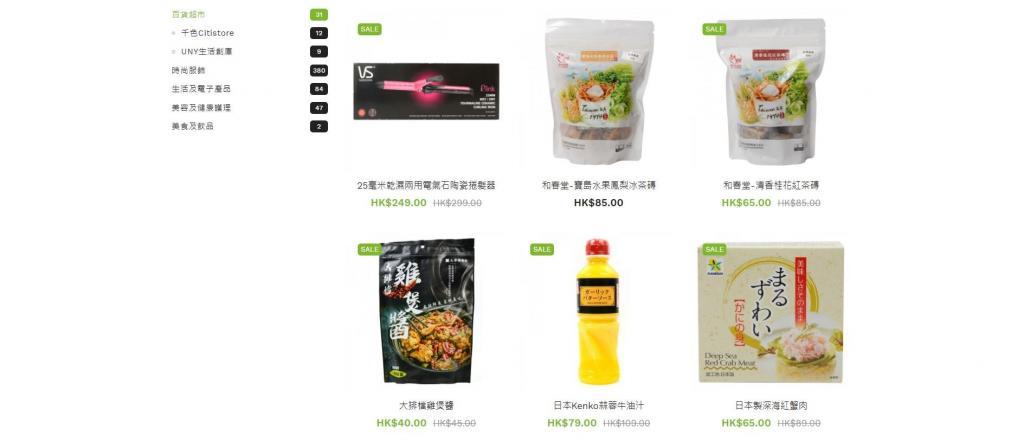 百貨超市 31
千色Citistore 12
UNY生活創庫 9
時尚服飾 380
生活及電子產品 84
美容及健康護理 47
美食及飲品 2
SALE
VS
Pink
25毫米乾濕兩用電氣石陶瓷捲髮器
HK$249.00 HK$299.00
和春堂-寶島水果鳳梨冰茶磚
HK$85.00
SALE
和春堂-清香桂花紅茶磚
HK$65.00 HK$85.00
SALE
大排檔
雞煲醬
大排檔雞煲醬
HK$40.00 HK$45.00
SALE
ガーリック
バターソース
日本Kenko蒜蓉牛油汁
HK$79.00 HK$109.00
SALE
美味しさそのまま
まるずわい
【かにの身】
Deep Sea
Red Crab Meat
日本製深海紅蟹肉
HK$65.00 HK$89.00